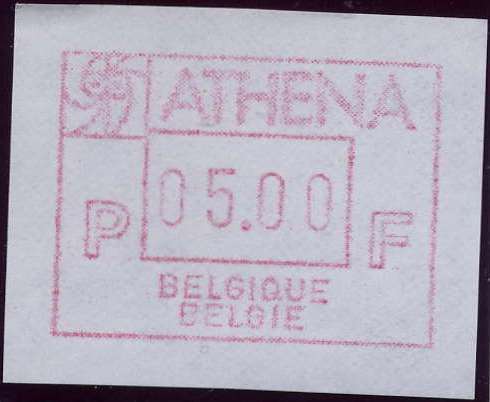 ATHENA
05.00
P F
BELGIQUE
BELGIE